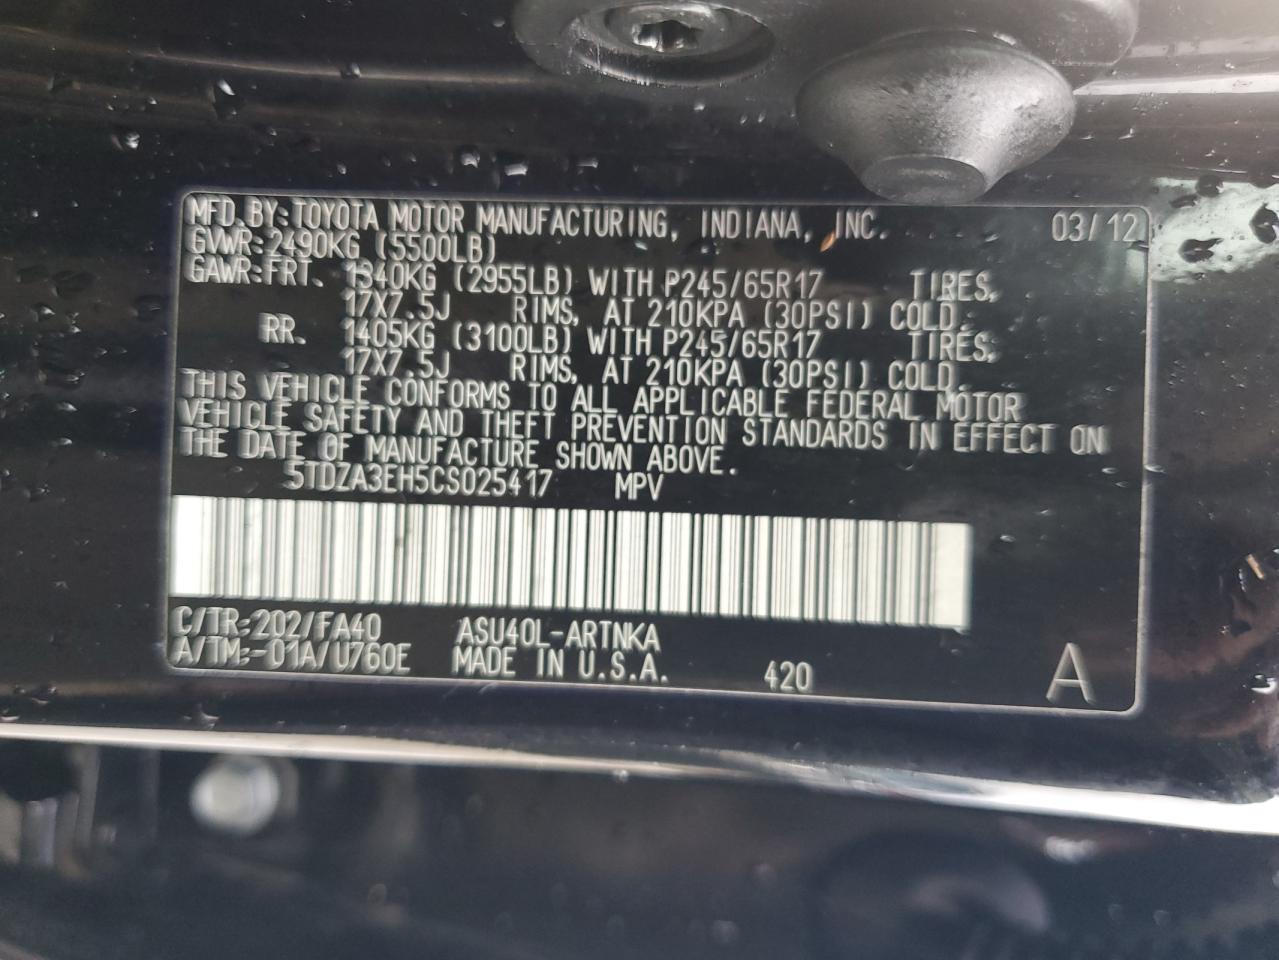 MFD.BY:TOYOTA MOTOR MANUFACTURING, INDIANA, INC. 03/12
GVWR:2490KG (5500LB)
GAWR:FRT. 1340KG (2955LB) WITH P245/65R17 TIRES,
17X7.5J RIMS, AT 210KPA (30PSI) COLD.
RR. 1405KG (3100LB) WITH P245/65R17 TIRES,
17X7.5J RIMS, AT 210KPA (30PSI) COLD.
THIS VEHICLE CONFORMS TO ALL APPLICABLE FEDERAL MOTOR
VEHICLE SAFETY AND THEFT PREVENTION STANDARDS IN EFFECT ON
THE DATE OF MANUFACTURE SHOWN ABOVE.
5TDZA3EH5CS025417 MPV
C/TR:202/FA40 ASU40L-ARTNKA
A/TM:-01A/U760E MADE IN U.S.A. 420 A